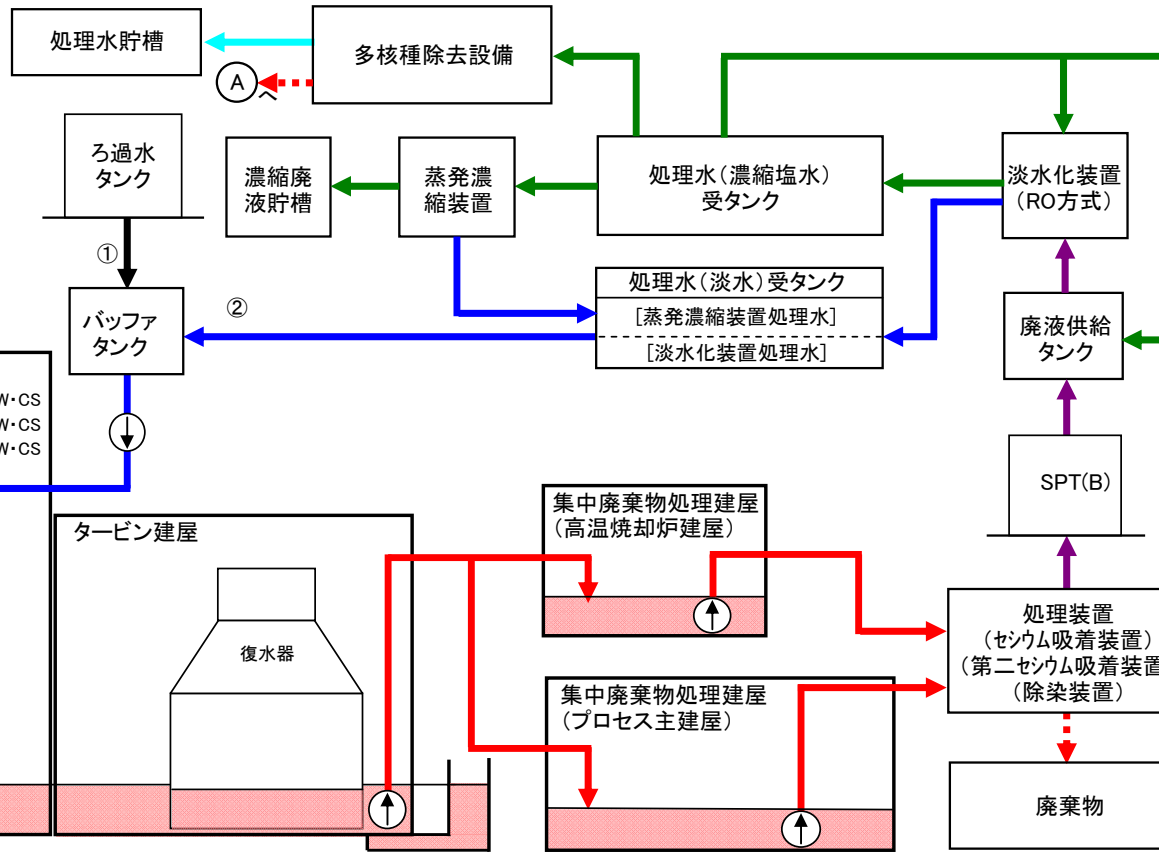 処理水貯槽
多核種除去設備
A
へ
ろ過水
タンク
濃縮廃
液貯槽
蒸発濃
縮装置
処理水(濃縮塩水)
受タンク
淡水化装置
(RO方式)
①
②
バッファ
タンク
処理水(淡水)受タンク
[蒸発濃縮装置処理水]
[淡水化装置処理水]
廃液供給
タンク
W・CS
W・CS
W・CS
SPT(B)
タービン建屋
復水器
集中廃棄物処理建屋
(高温焼却炉建屋)
集中廃棄物処理建屋
(プロセス主建屋)
処理装置
(セシウム吸着装置)
(第二セシウム吸着装置
(除染装置)
廃棄物